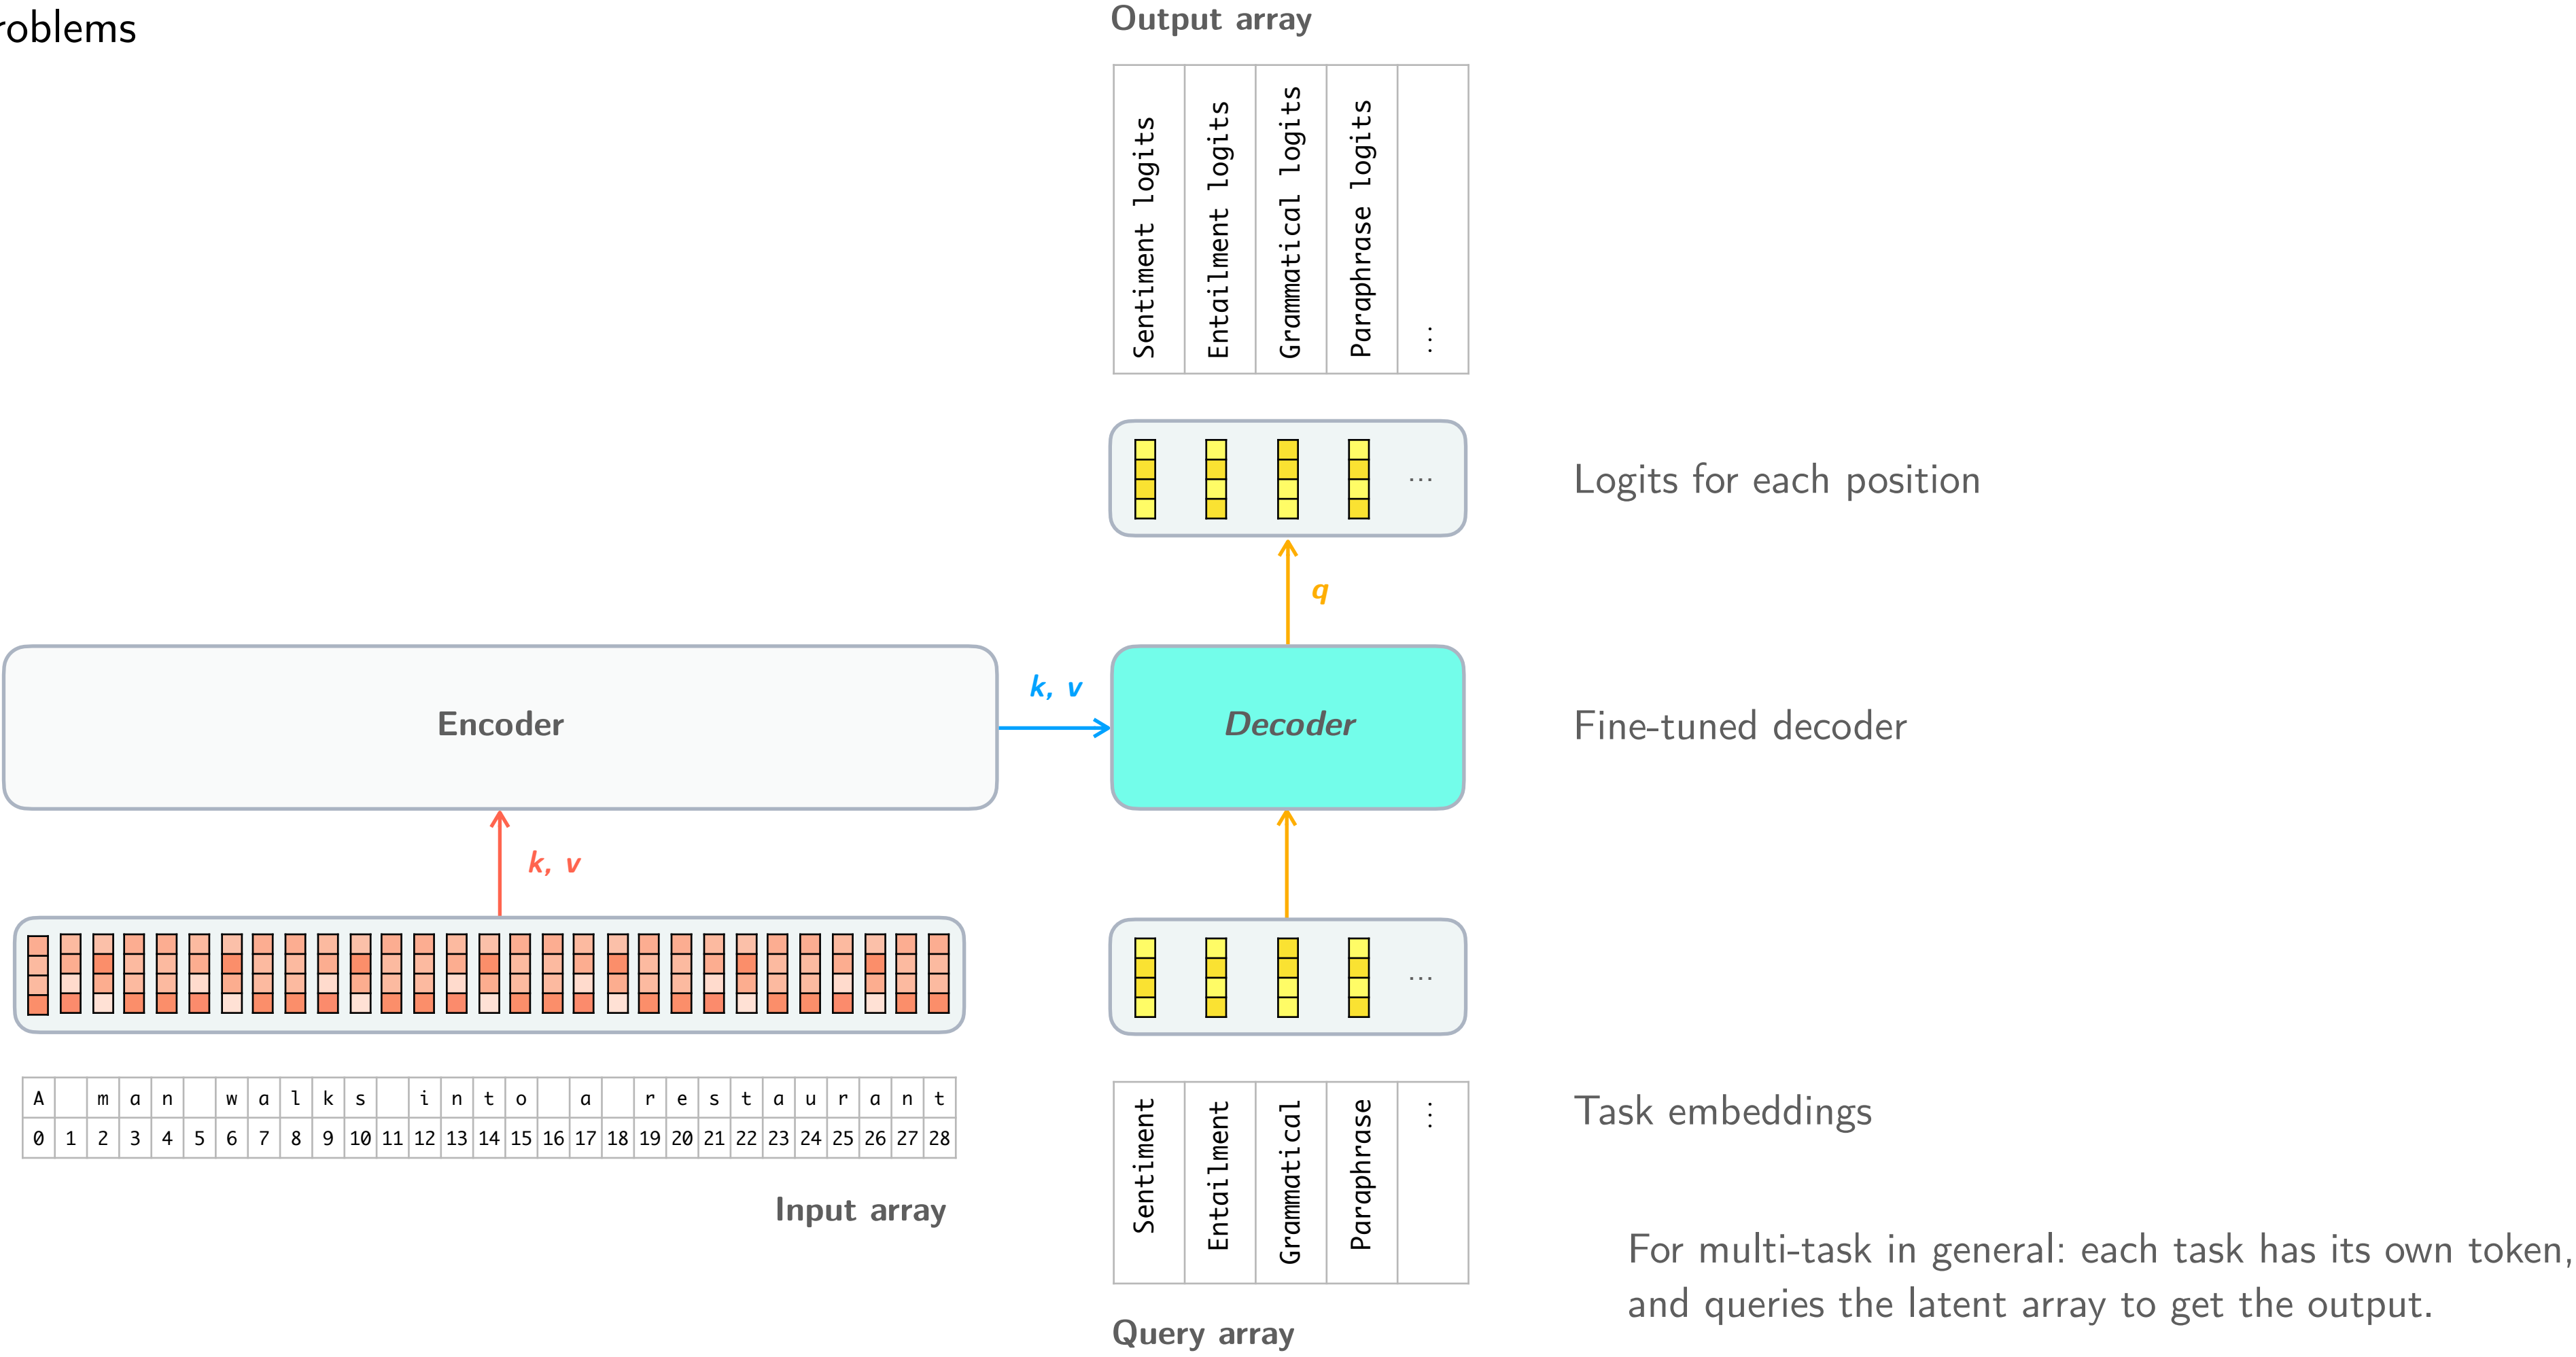 roblems
Output array
Sentiment logits
Entailment logits
Grammatical logits
Paraphrase logits
...
...
Logits for each position
q
Encoder
k, v
Decoder
Fine-tuned decoder
k, v
...
A m a n w a l k s i n t o a r e s t a u r a n t
0 1 2 3 4 5 6 7 8 9 10 11 12 13 14 15 16 17 18 19 20 21 22 23 24 25 26 27 28
Input array
Sentiment
Entailment
Grammatical
Paraphrase
...
Task embeddings
Query array
For multi-task in general: each task has its own token,
and queries the latent array to get the output.